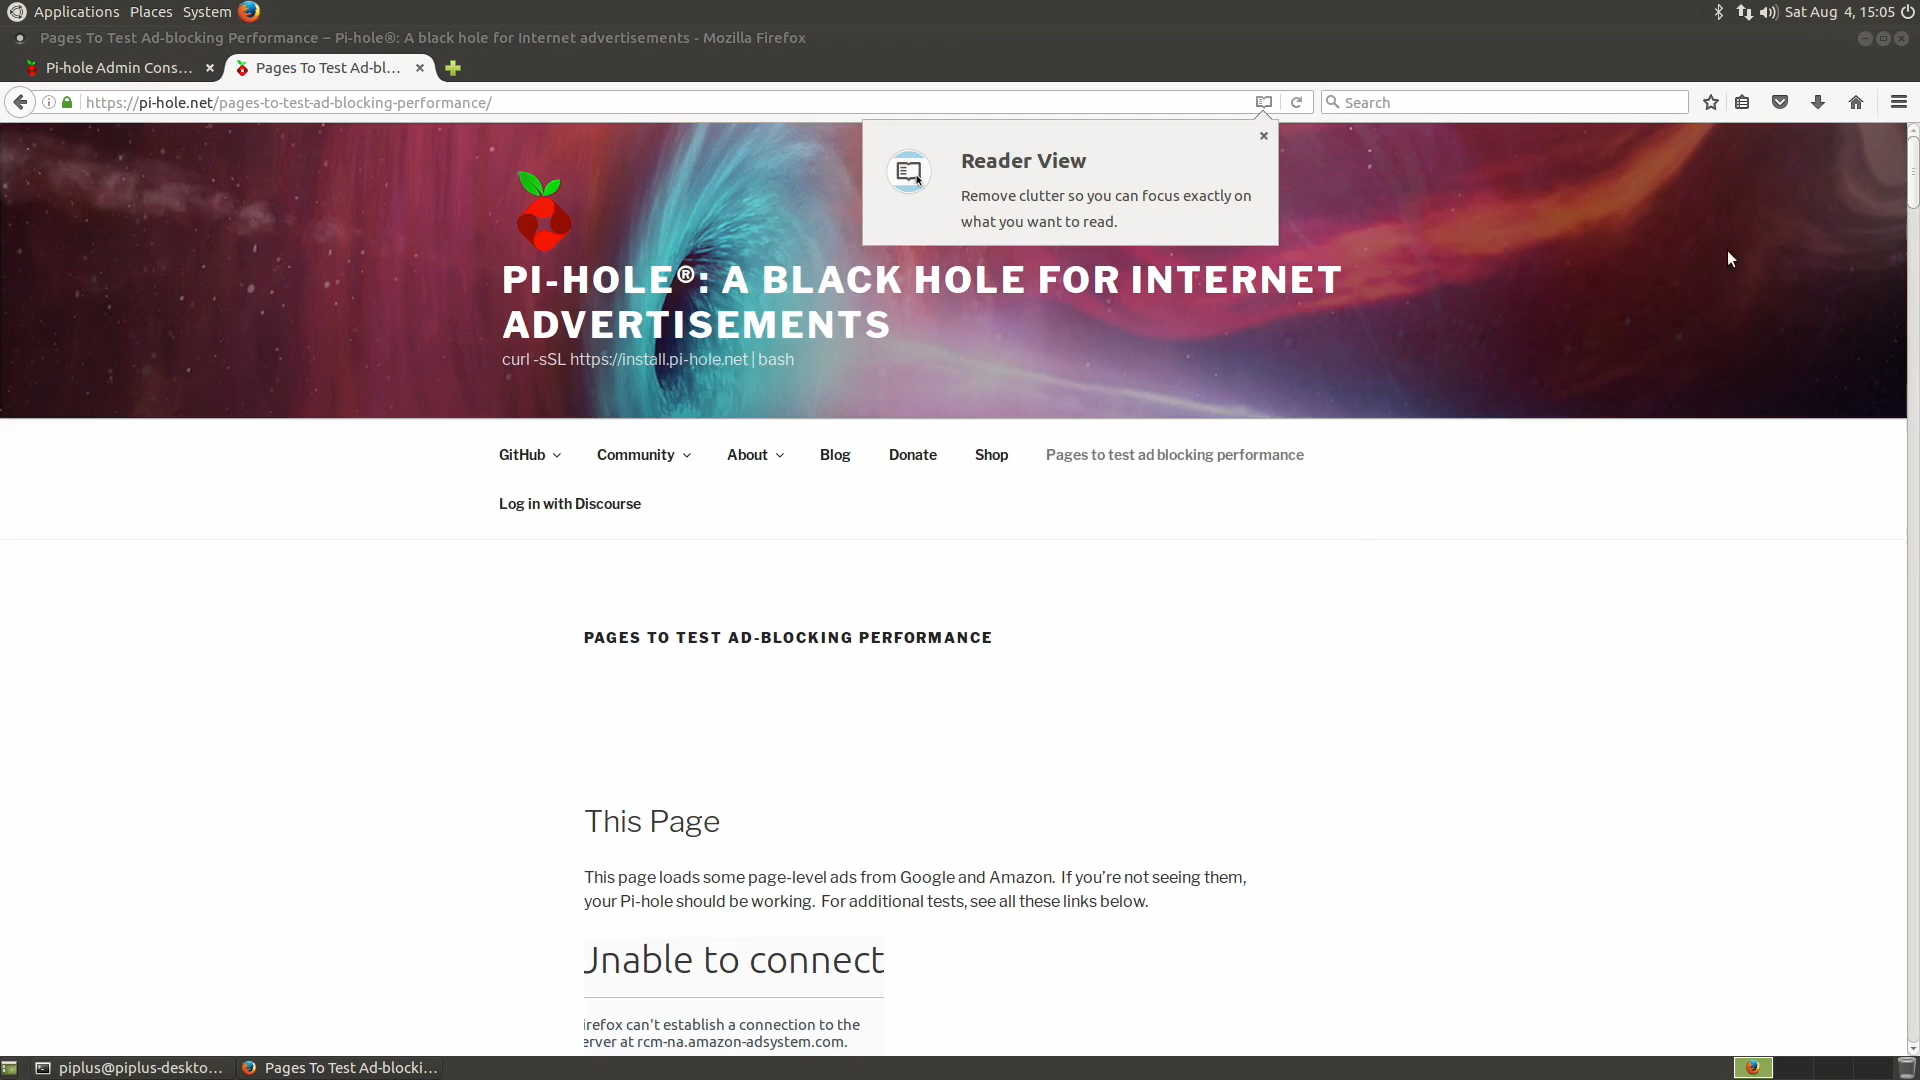 Applications Places System
Sat Aug 4, 15:05
Pages To Test Ad-blocking Performance – Pi-hole®: A black hole for Internet advertisements - Mozilla Firefox
Pi-hole Admin Cons...
Pages To Test Ad-bl...
https://pi-hole.net/pages-to-test-ad-blocking-performance/
Search
Reader View
Remove clutter so you can focus exactly on
what you want to read.
PI-HOLE®: A BLACK HOLE FOR INTERNET
ADVERTISEMENTS
curl -sSL https://install.pi-hole.net | bash
GitHub Community About Blog Donate Shop Pages to test ad blocking performance
Log in with Discourse
PAGES TO TEST AD-BLOCKING PERFORMANCE
This Page
This page loads some page-level ads from Google and Amazon. If you’re not seeing them,
your Pi-hole should be working. For additional tests, see all these links below.
Unable to connect
irefox can't establish a connection to the
erver at rcm-na.amazon-adsystem.com.
piplus@piplus-deskto...
Pages To Test Ad-blocki...